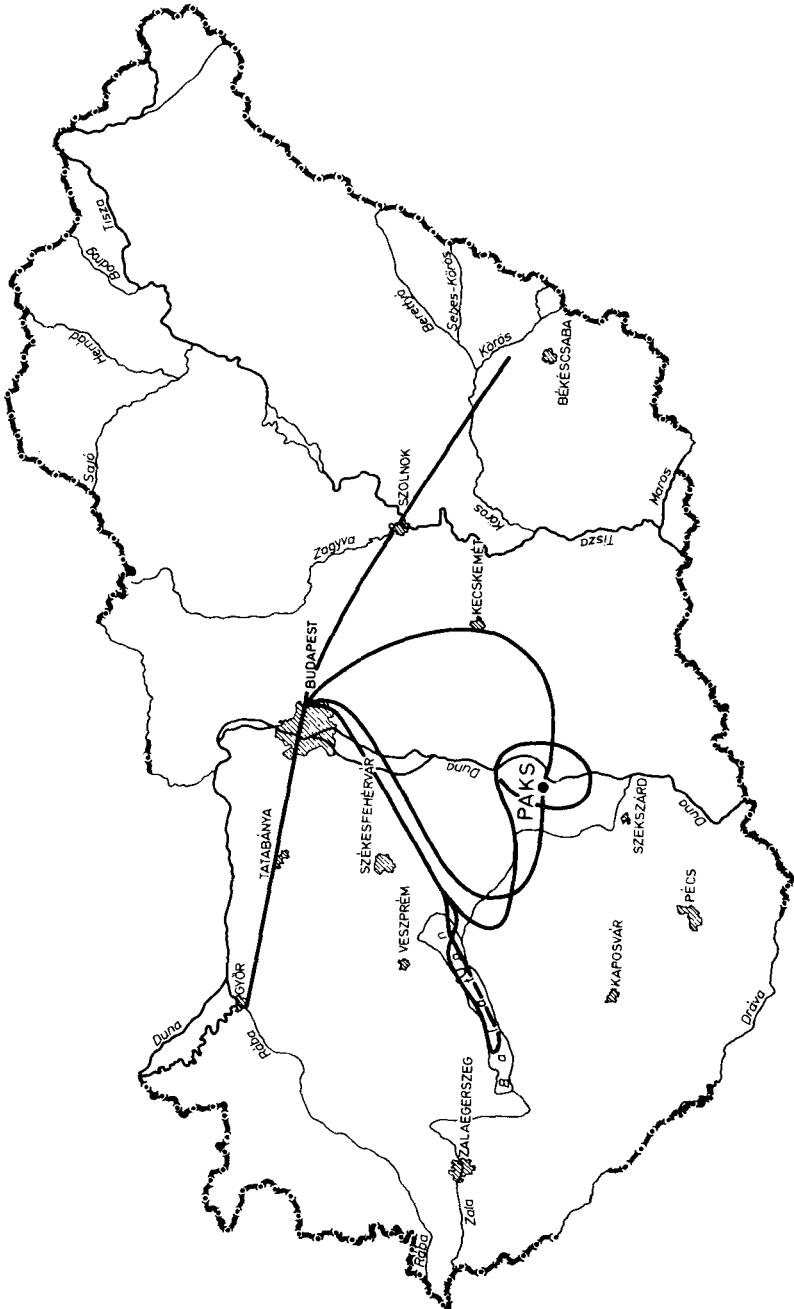 Tisza
Bodrog
Hernád
Sajó
Berettyó
Sebes-Körös
Körös
BÉKÉSCSABA
SZOLNOK
Zagyva
Körös
Maros
Tisza
KECSKEMÉT
BUDAPEST
Duna
PAKS
SZÉKESFEHÉRVÁR
TATABÁNYA
SZEKSZÁRD
Duna
VESZPRÉM
PÉCS
KAPOSVÁR
GYŐR
Duna
Rába
Dráva
ZALAEGERSZEG
Zala
Rába